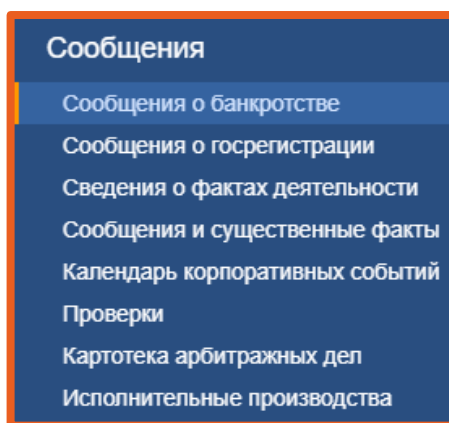 Сообщения
Сообщения о банкротстве
Сообщения о госрегистрации
Сведения о фактах деятельности
Сообщения и существенные факты
Календарь корпоративных событий
Проверки
Картотека арбитражных дел
Исполнительные производства